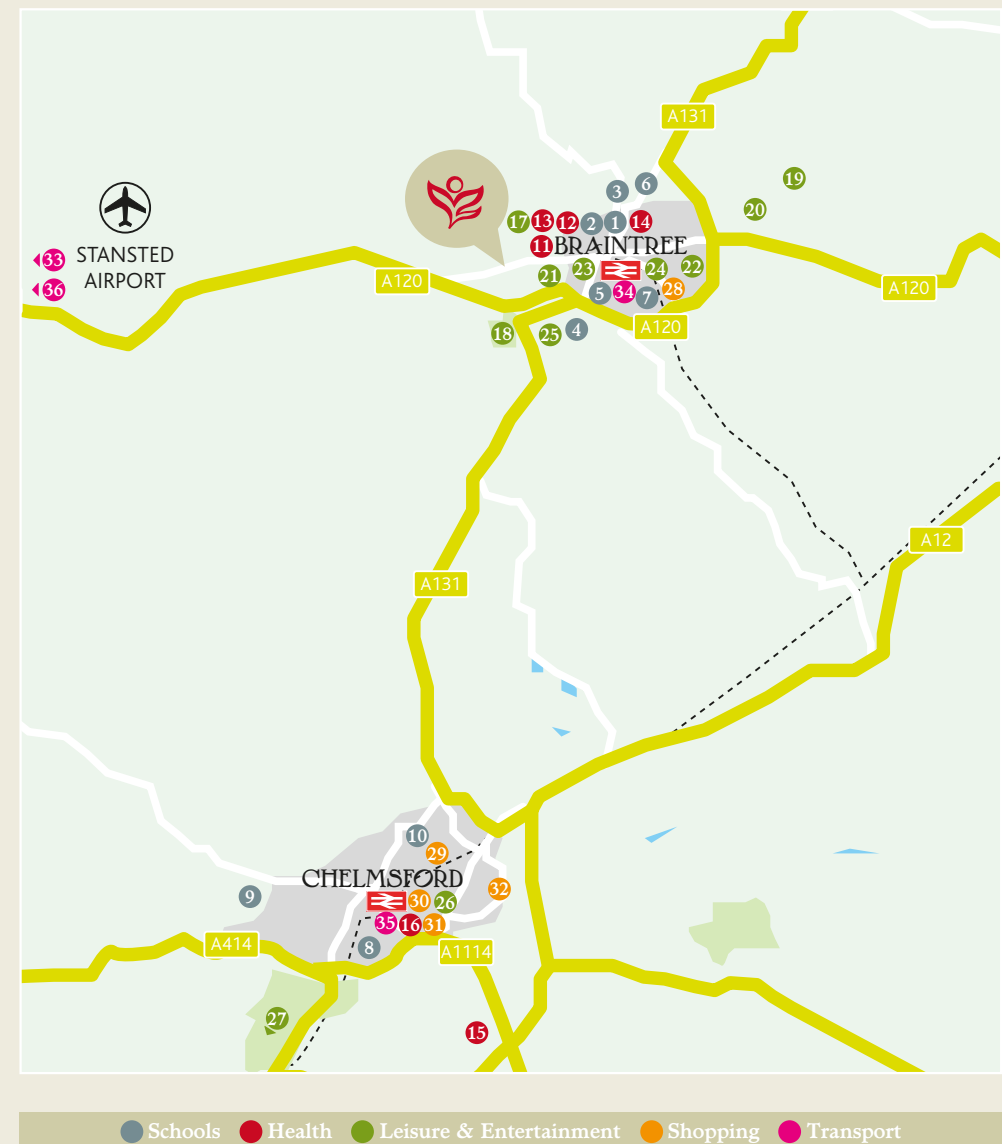 A131
19
6
3
20
17
13
12
2
1
14
11
BRAINTREE
33
STANSTED
AIRPORT
36
A120
21
23
24
22
5
34
7
28
A120
18
25
4
A120
A12
A131
10
29
CHELMSFORD
9
30
26
32
35
16
31
8
A414
A1114
27
15
Schools Health Leisure & Entertainment Shopping Transport